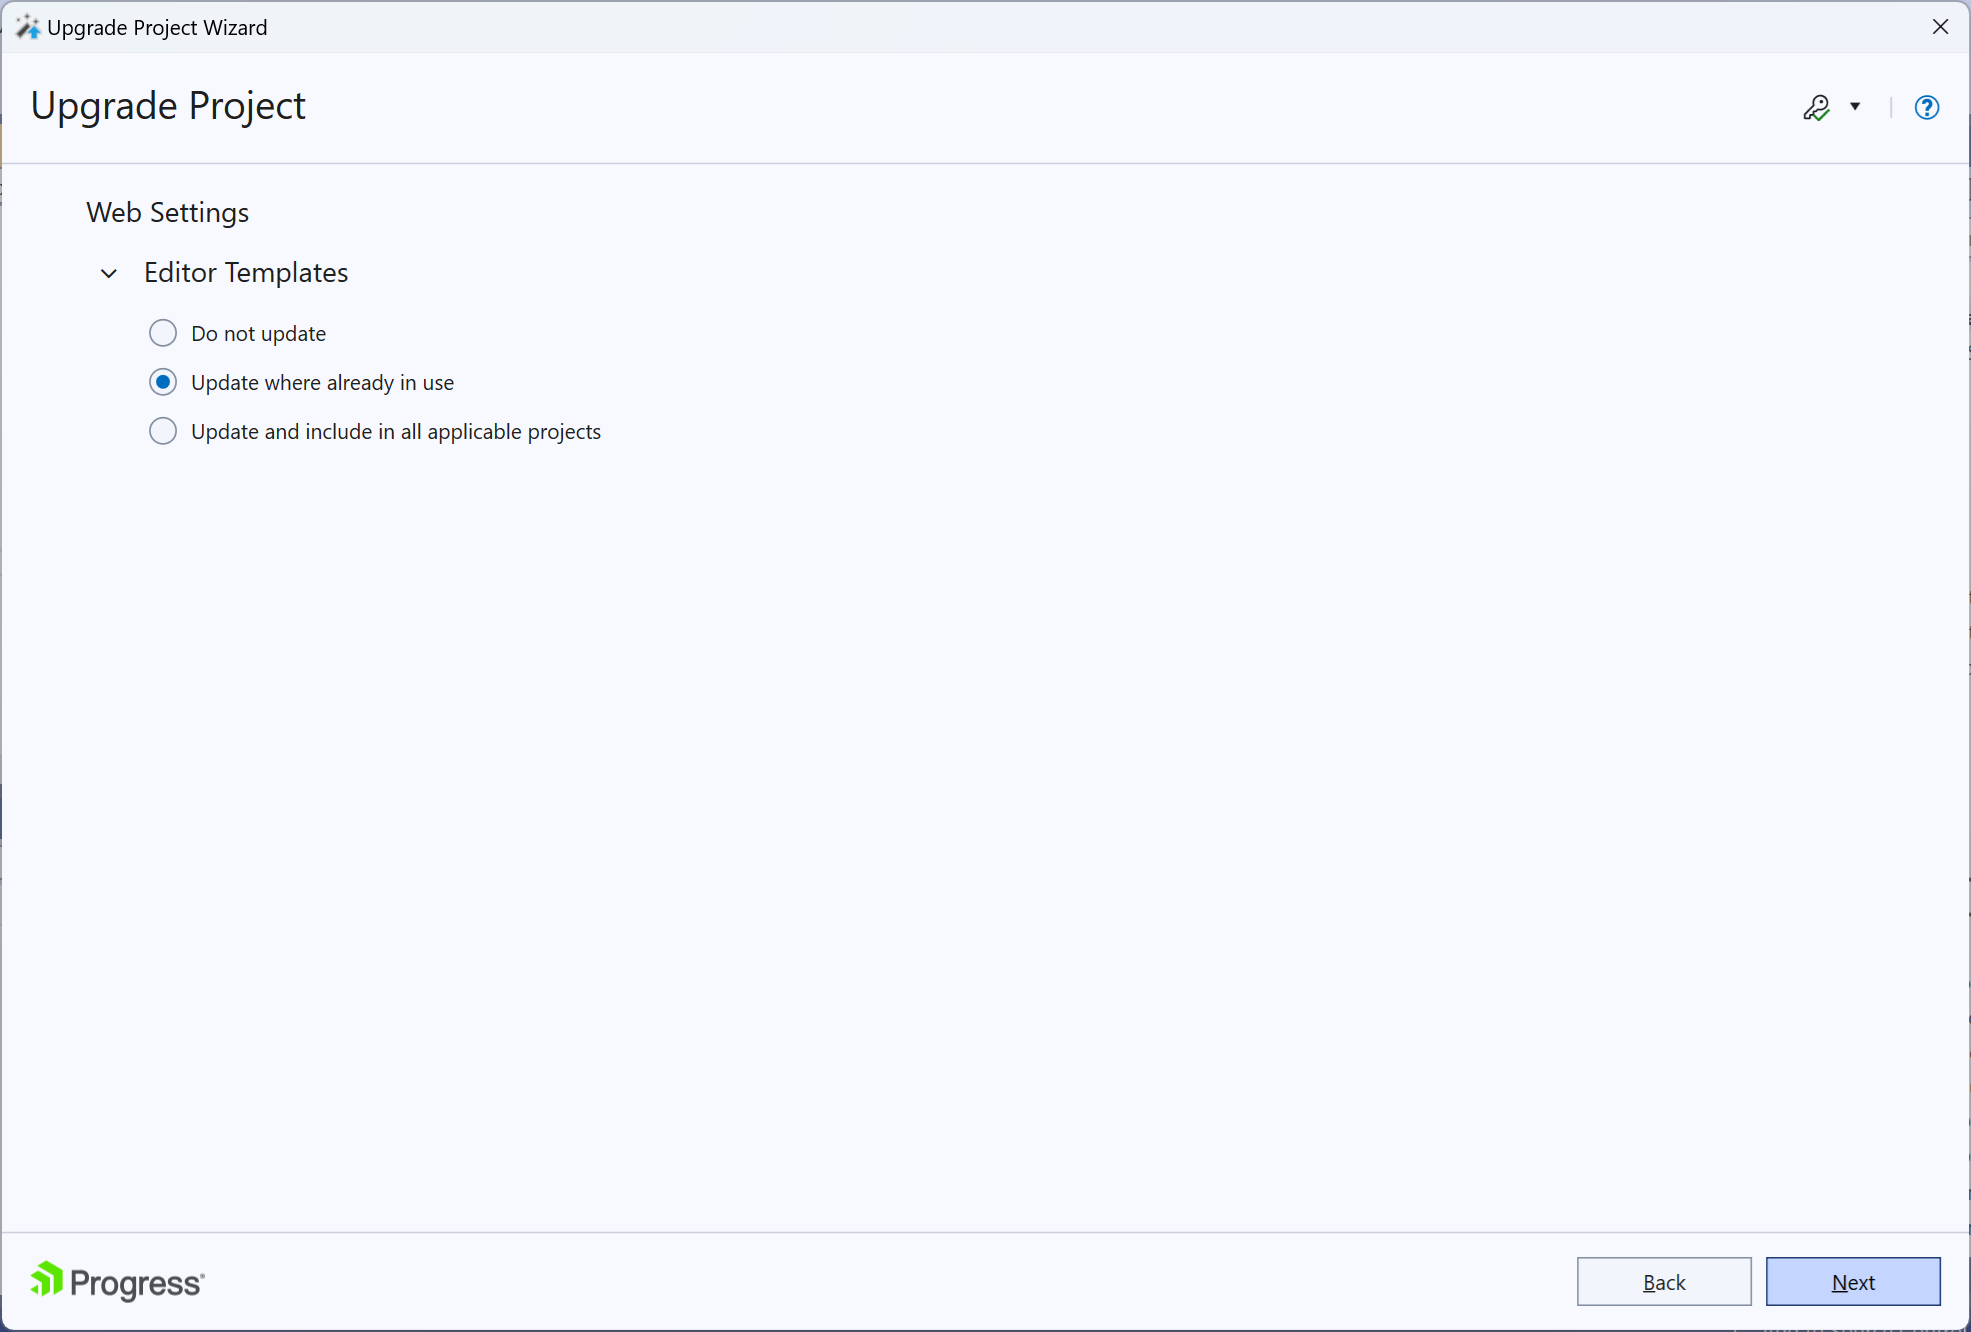 Upgrade Project Wizard
Upgrade Project
Web Settings
Editor Templates
Do not update
Update where already in use
Update and include in all applicable projects
Progress®
Back
Next